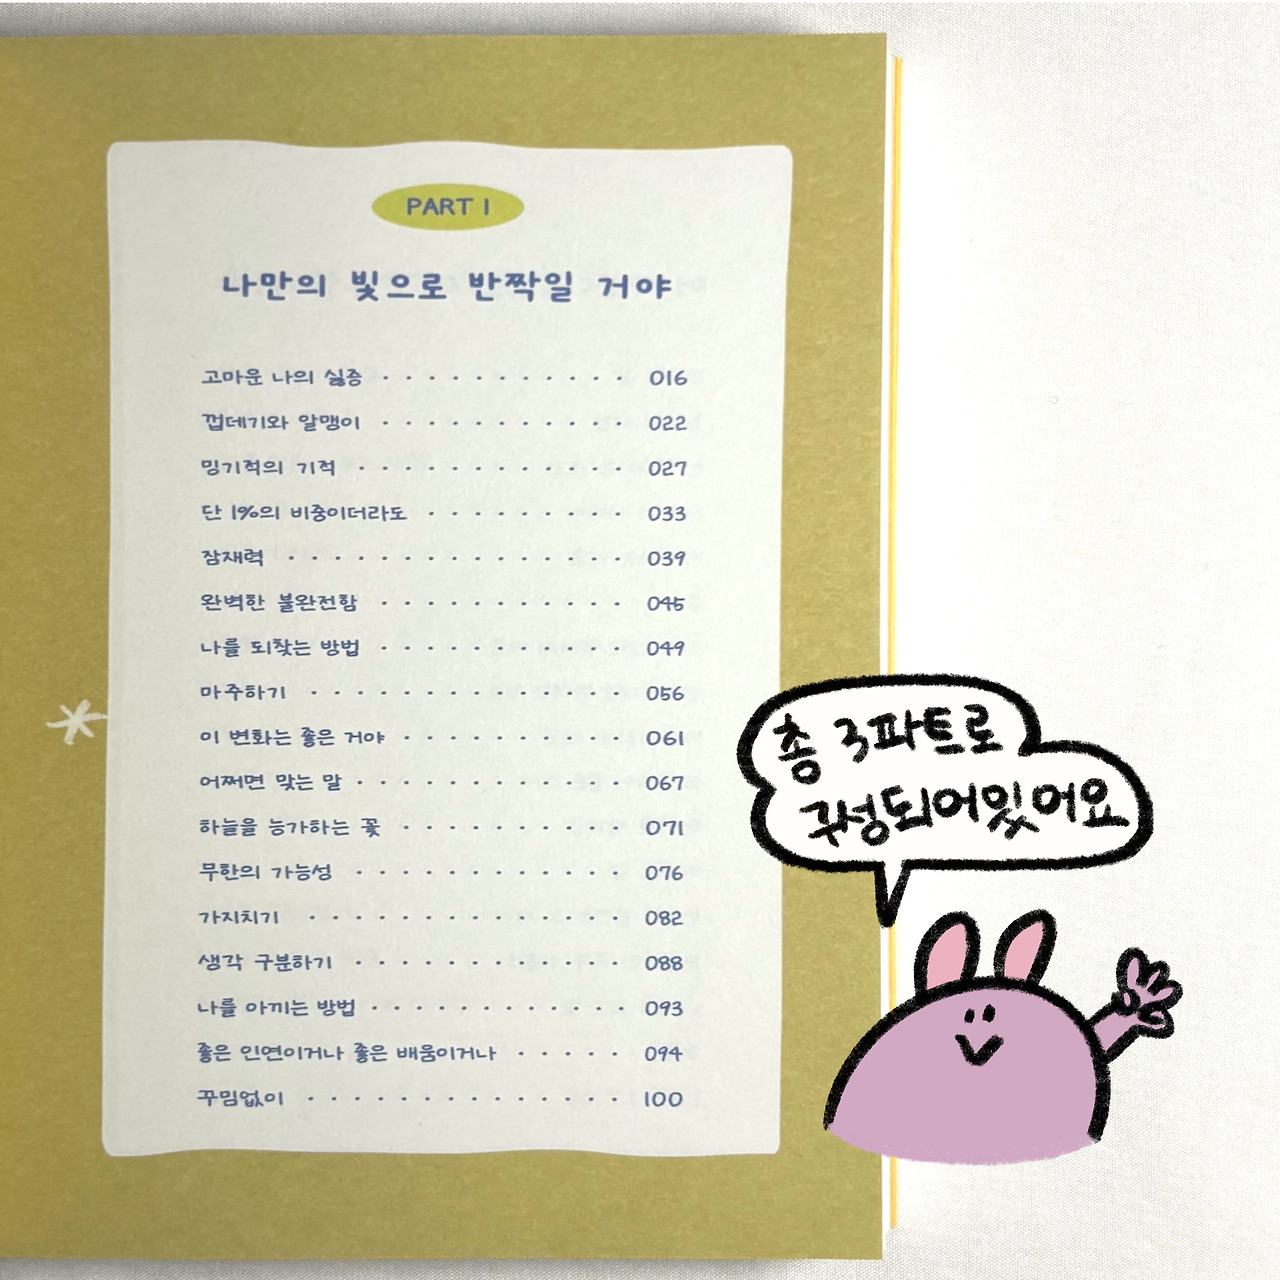 PART 1
나만의 빛으로 반짝일 거야
고마운 나의 싫증 · · · · · · · · · · · 016
껍데기와 알맹이 · · · · · · · · · · · 022
밍기적의 기적 · · · · · · · · · · · · 027
단 1%의 비중이더라도 · · · · · · · · · 033
잠재력 · · · · · · · · · · · · · · · 039
완벽한 불완전함 · · · · · · · · · · · 045
나를 되찾는 방법 · · · · · · · · · · · 049
마주하기 · · · · · · · · · · · · · · 056
이 변화는 좋은 거야 · · · · · · · · · · 061
어쩌면 맞는 말 · · · · · · · · · · · · 067
하늘을 능가하는 꽃 · · · · · · · · · · 071
무한의 가능성 · · · · · · · · · · · · 076
가지치기 · · · · · · · · · · · · · · 082
생각 구분하기 · · · · · · · · · · · · 088
나를 아끼는 방법 · · · · · · · · · · · · 093
좋은 인연이거나 좋은 배움이거나 · · · · · 094
꾸밈없이 · · · · · · · · · · · · · · 100
총 3파트로
구성되어있어요